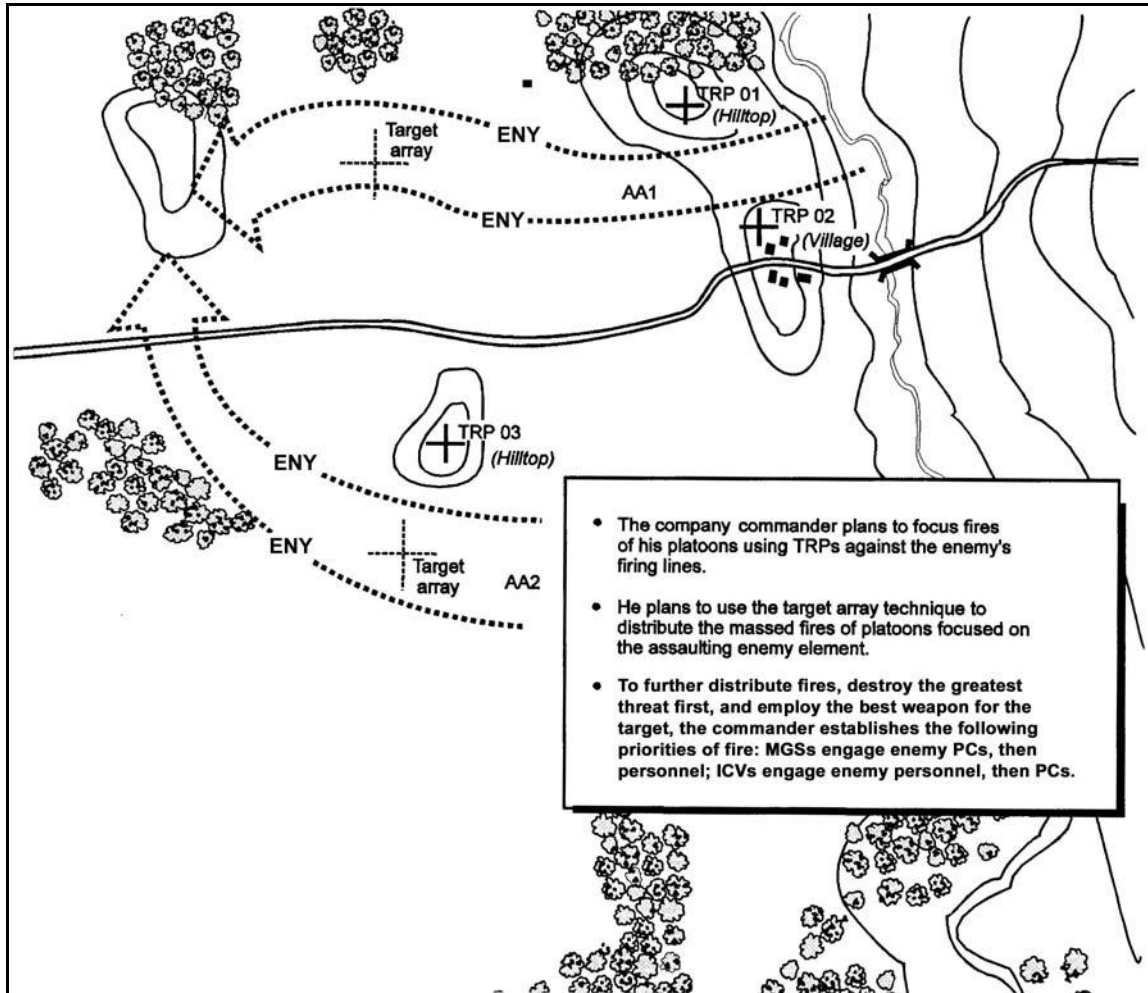 TRP 01
(Hilltop)
ENY
Target
array
AA1
ENY
TRP 02
(Village)
TRP 03
(Hilltop)
ENY
ENY
Target
array
AA2
• The company commander plans to focus fires
of his platoons using TRPs against the enemy's
firing lines.
• He plans to use the target array technique to
distribute the massed fires of platoons focused on
the assaulting enemy element.
• To further distribute fires, destroy the greatest
threat first, and employ the best weapon for the
target, the commander establishes the following
priorities of fire: MGSs engage enemy PCs, then
personnel; ICVs engage enemy personnel, then PCs.